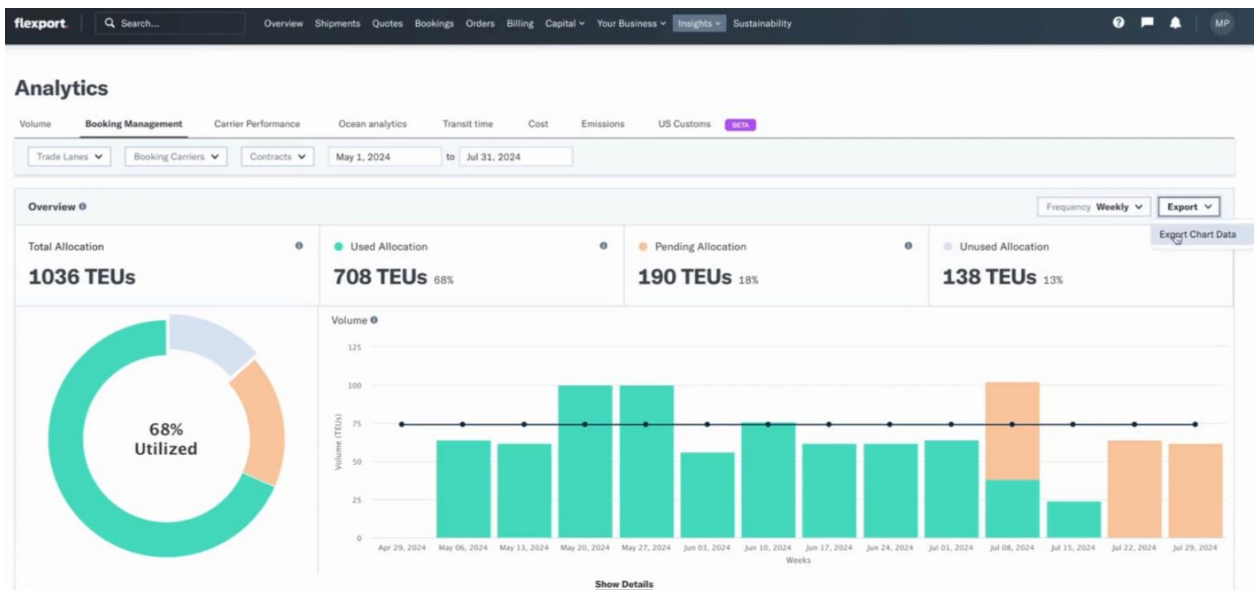 flexport. Search... Overview Shipments Quotes Bookings Orders Billing Capital Your Business Insights Sustainability MP
Analytics
Volume Booking Management Carrier Performance Ocean analytics Transit time Cost Emissions US Customs BETA
Trade Lanes Booking Carriers Contracts May 1, 2024 to Jul 31, 2024
Overview Frequency Weekly Export
Export Chart Data
Total Allocation Used Allocation Pending Allocation Unused Allocation
1036 TEUs 708 TEUs 68% 190 TEUs 18% 138 TEUs 13%
68%
Utilized
Volume
125
100
75
50
25
0
Volume (TEUs)
Apr 29, 2024 May 06, 2024 May 13, 2024 May 20, 2024 May 27, 2024 Jun 03, 2024 Jun 10, 2024 Jun 17, 2024 Jun 24, 2024 Jul 01, 2024 Jul 08, 2024 Jul 15, 2024 Jul 22, 2024 Jul 29, 2024
Weeks
Show Details